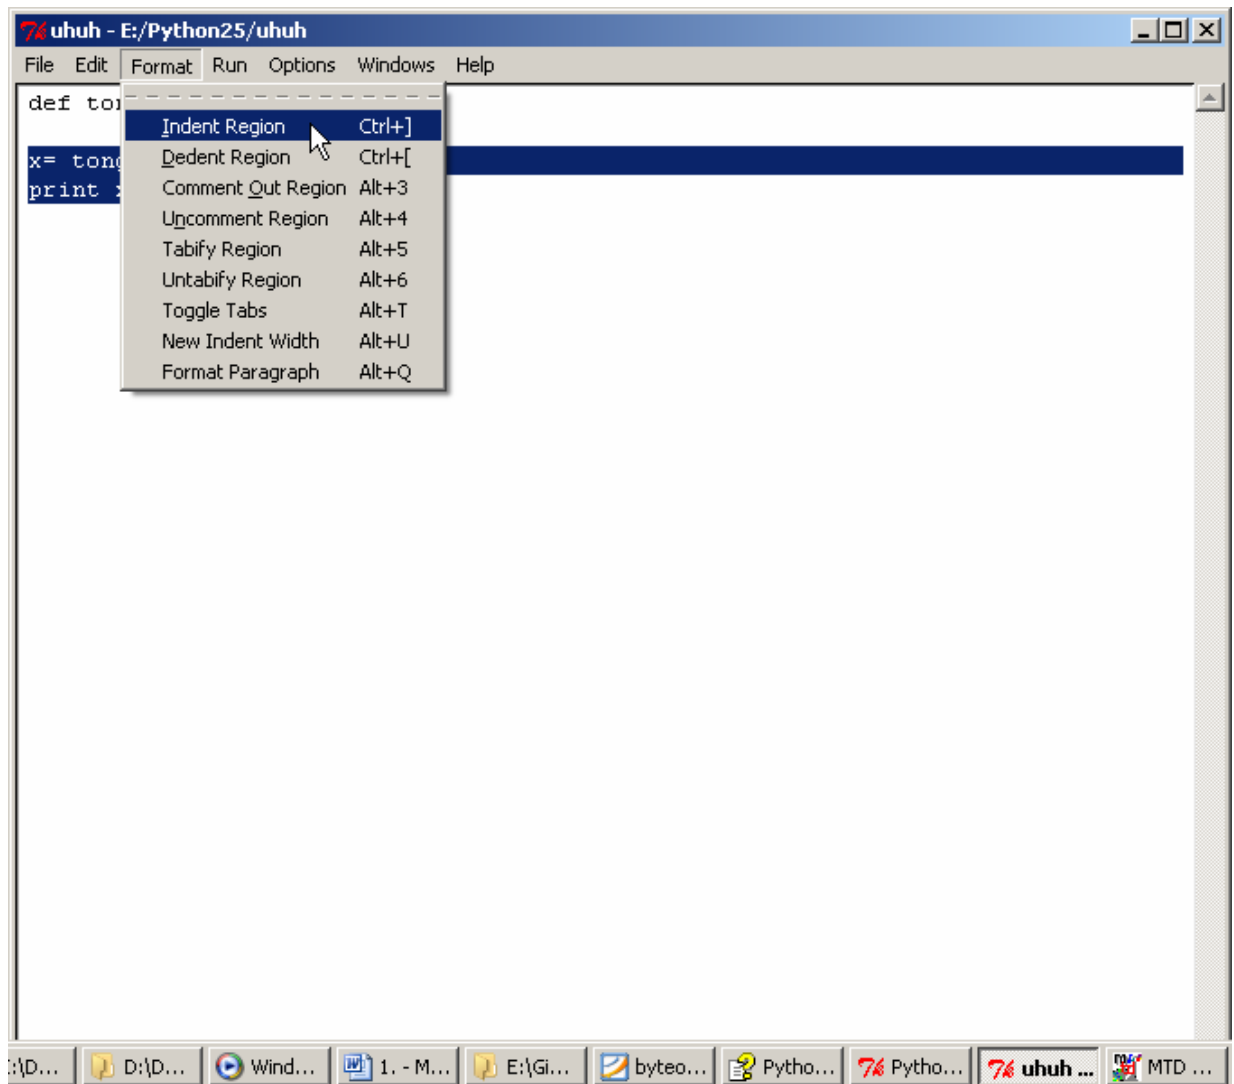 uhuh - E:/Python25/uhuh
File Edit Format Run Options Windows Help
def
Indent Region Ctrl+]
x=
Dedent Region Ctrl+[
print
Comment Out Region Alt+3
Uncomment Region Alt+4
Tabify Region Alt+5
Untabify Region Alt+6
Toggle Tabs Alt+T
New Indent Width Alt+U
Format Paragraph Alt+Q
:\D... D:\D... Wind... 1. - M... E:\Gi... byteo... Pytho... Pytho... uhuh ... MTD ...